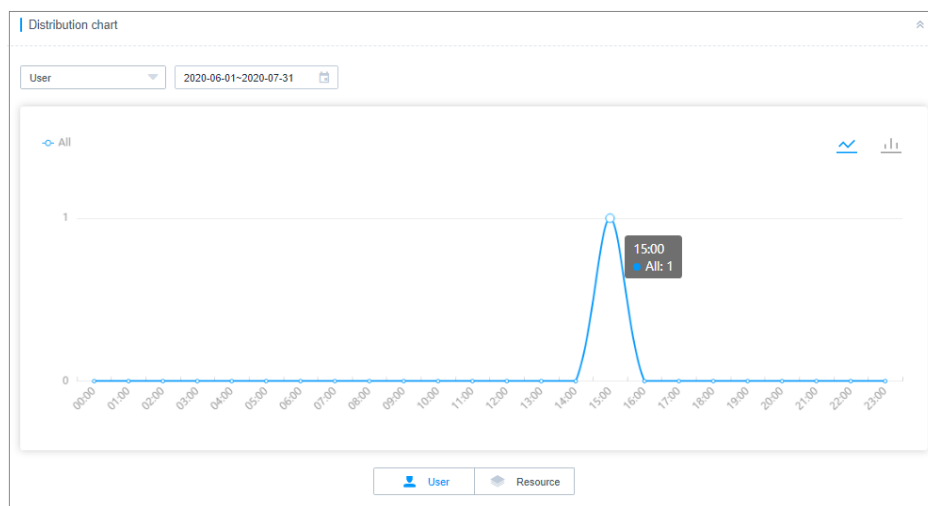 Distribution chart
User
2020-06-01~2020-07-31
All
1
15:00
All: 1
0
00:00 01:00 02:00 03:00 04:00 05:00 06:00 07:00 08:00 09:00 10:00 11:00 12:00 13:00 14:00 15:00 16:00 17:00 18:00 19:00 20:00 21:00 22:00 23:00
User Resource